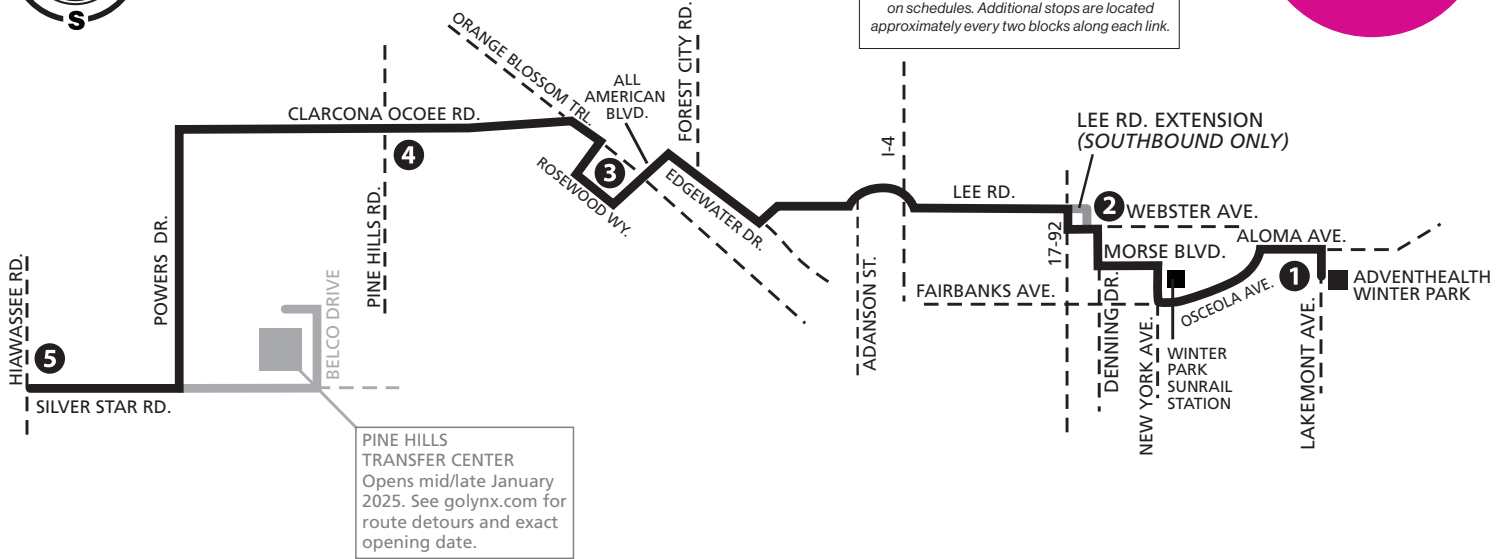 S
on schedules. Additional stops are located
approximately every two blocks along each link.
ORANGE BLOSSOM TRL.
ALL
AMERICAN
BLVD.
FOREST CITY RD.
CLARCONA OCOEE RD.
4
3
ROSEWOOD WY.
EDGEWATER DR.
I-4
LEE RD. EXTENSION
(SOUTHBOUND ONLY)
LEE RD.
2
WEBSTER AVE.
17-92
MORSE BLVD.
ALOMA AVE.
1
ADVENTHEALTH
WINTER PARK
OSCEOLA AVE.
FAIRBANKS AVE.
ADANSON ST.
DENNING DR.
NEW YORK AVE.
WINTER
PARK
SUNRAIL
STATION
LAKEMONT AVE.
PINE HILLS RD.
POWERS DR.
BELCO DRIVE
HIAWASSEE RD.
5
SILVER STAR RD.
PINE HILLS
TRANSFER CENTER
Opens mid/late January
2025. See golynx.com for
route detours and exact
opening date.